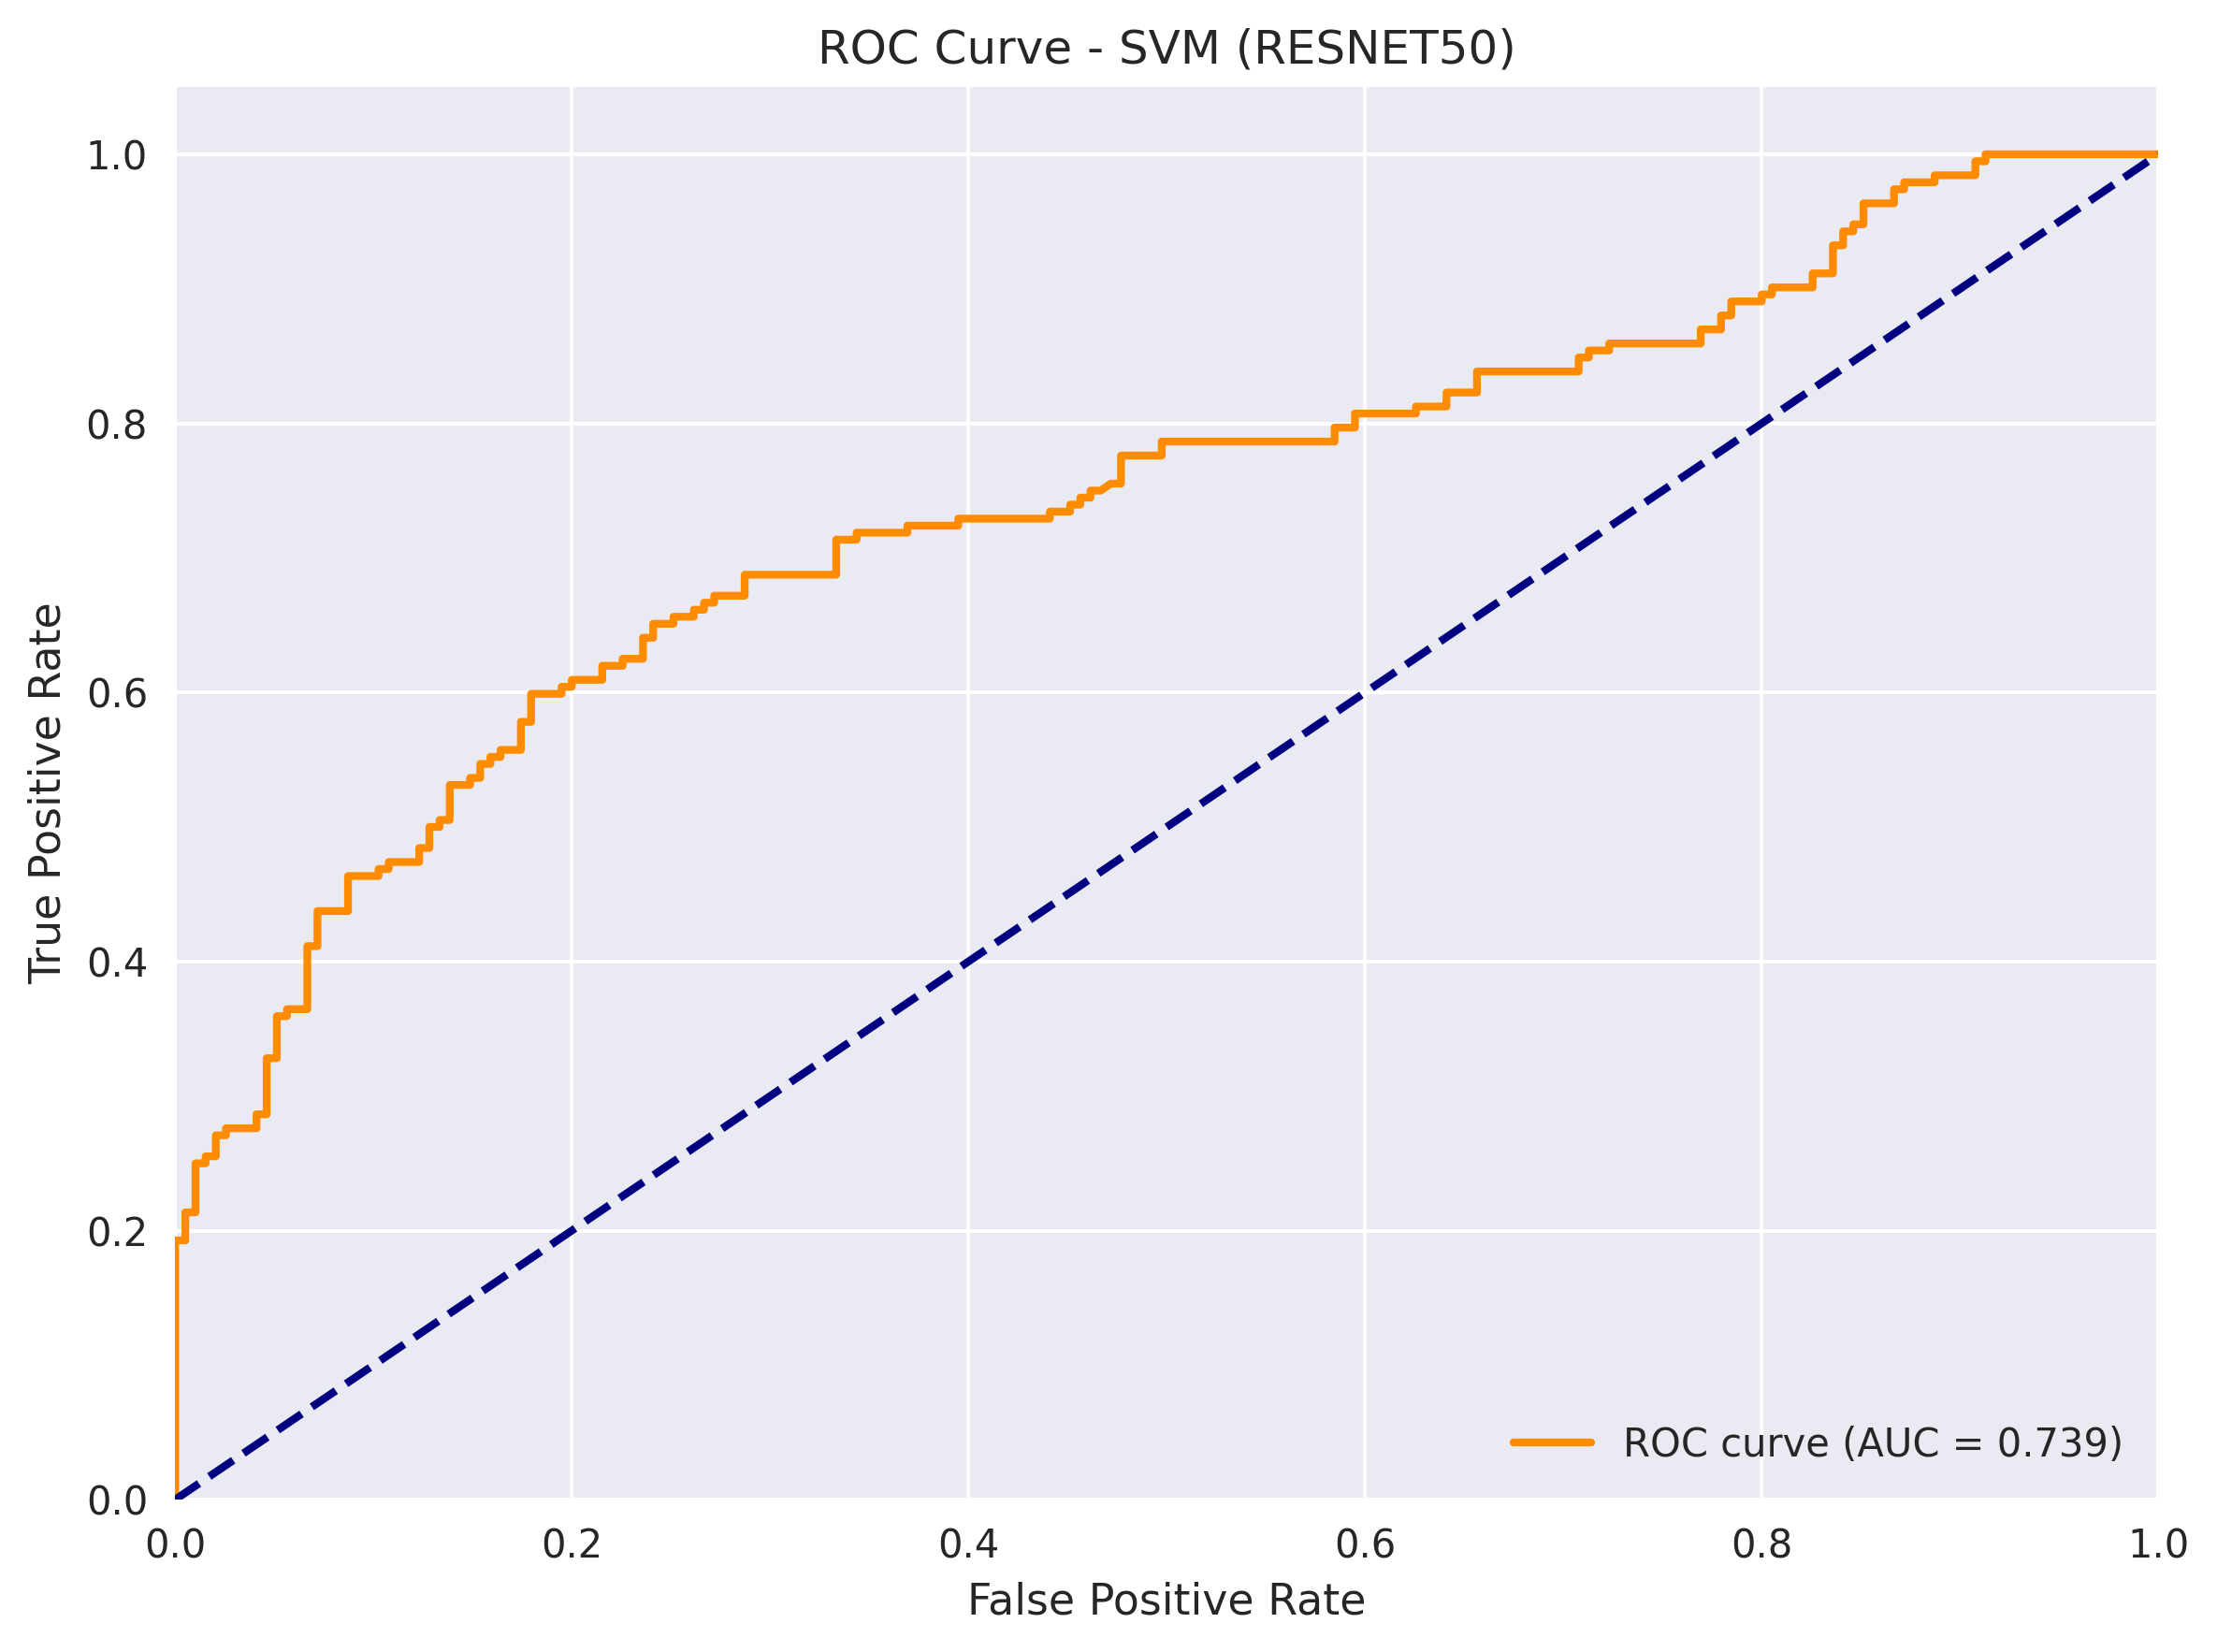 ROC Curve - SVM (RESNET50)
True Positive Rate
1.0
0.8
0.6
0.4
0.2
0.0
ROC curve (AUC = 0.739)
0.0 0.2 0.4 0.6 0.8 1.0
False Positive Rate